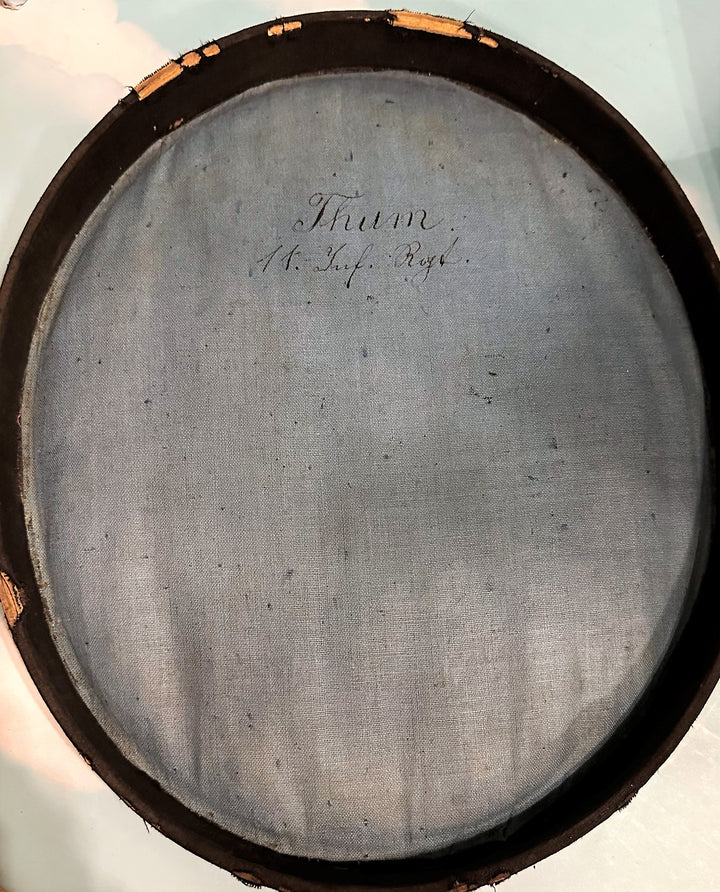 Thum.
11. Inf. Rgt.